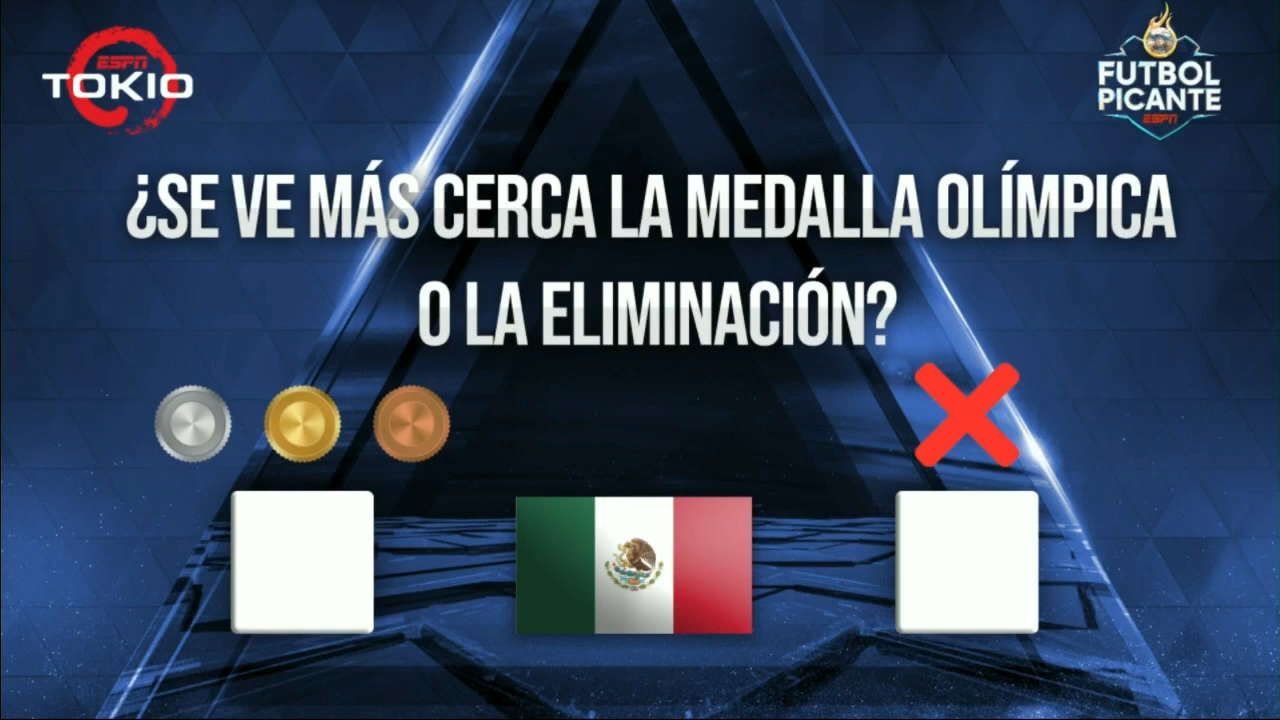 ESPN
TOKIO
FUTBOL
PICANTE
ESPN
¿SE VE MÁS CERCA LA MEDALLA OLÍMPICA
O LA ELIMINACIÓN?